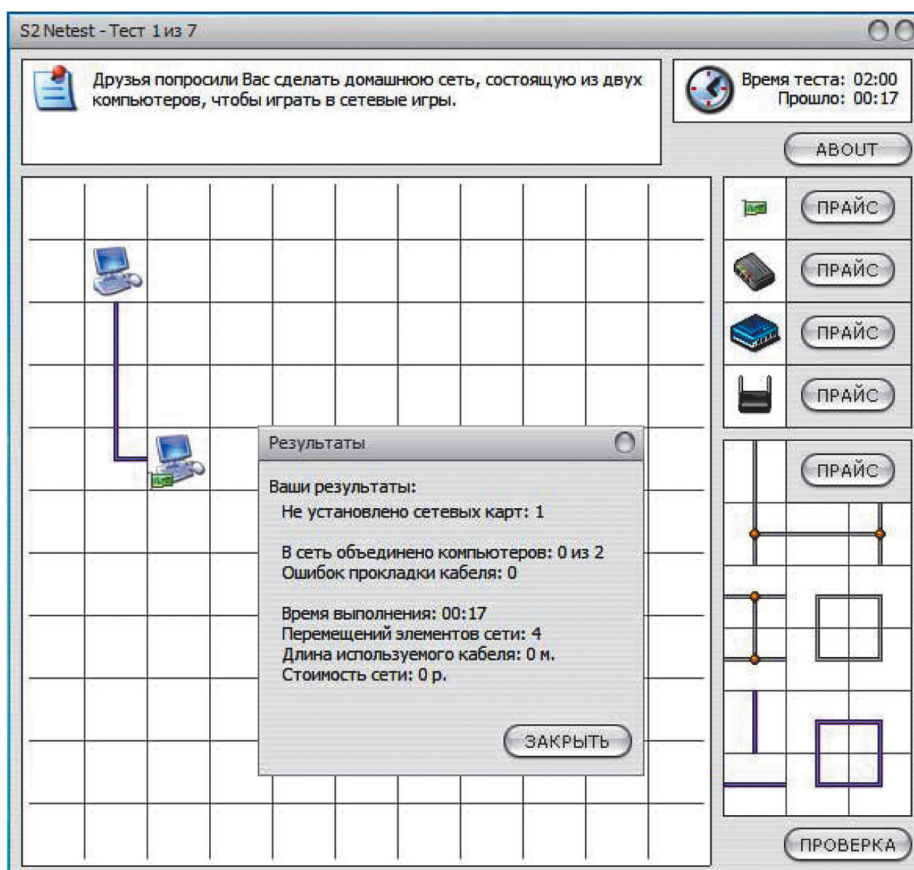 S2 Netest - Тест 1 из 7
Друзья попросили Вас сделать домашнюю сеть, состоящую из двух
компьютеров, чтобы играть в сетевые игры.
Время теста: 02:00
Прошло: 00:17
ABOUT
ПРАЙС
ПРАЙС
ПРАЙС
ПРАЙС
ПРАЙС
Результаты
Ваши результаты:
Не установлено сетевых карт: 1
В сеть объединено компьютеров: 0 из 2
Ошибок прокладки кабеля: 0
Время выполнения: 00:17
Перемещений элементов сети: 4
Длина используемого кабеля: 0 м.
Стоимость сети: 0 р.
ЗАКРЫТЬ
ПРОВЕРКА